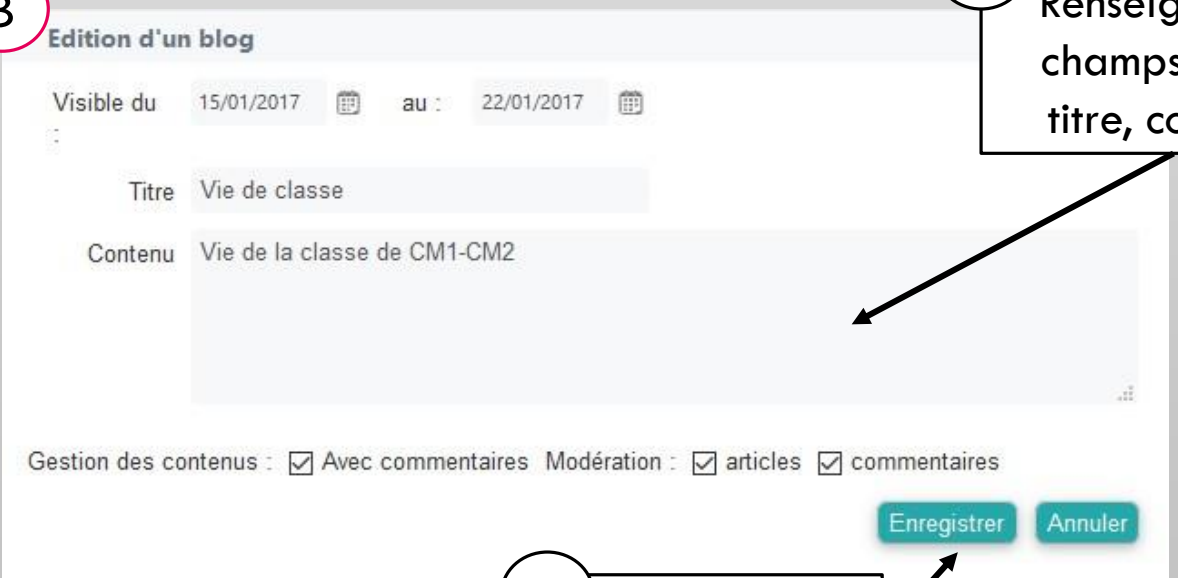 Edition d'un blog
champs
titre,
Visible du : 15/01/2017 au : 22/01/2017
Titre Vie de classe
Contenu Vie de la classe de CM1-CM2
Gestion des contenus : Avec commentaires Modération : articles commentaires
Enregistrer Annuler